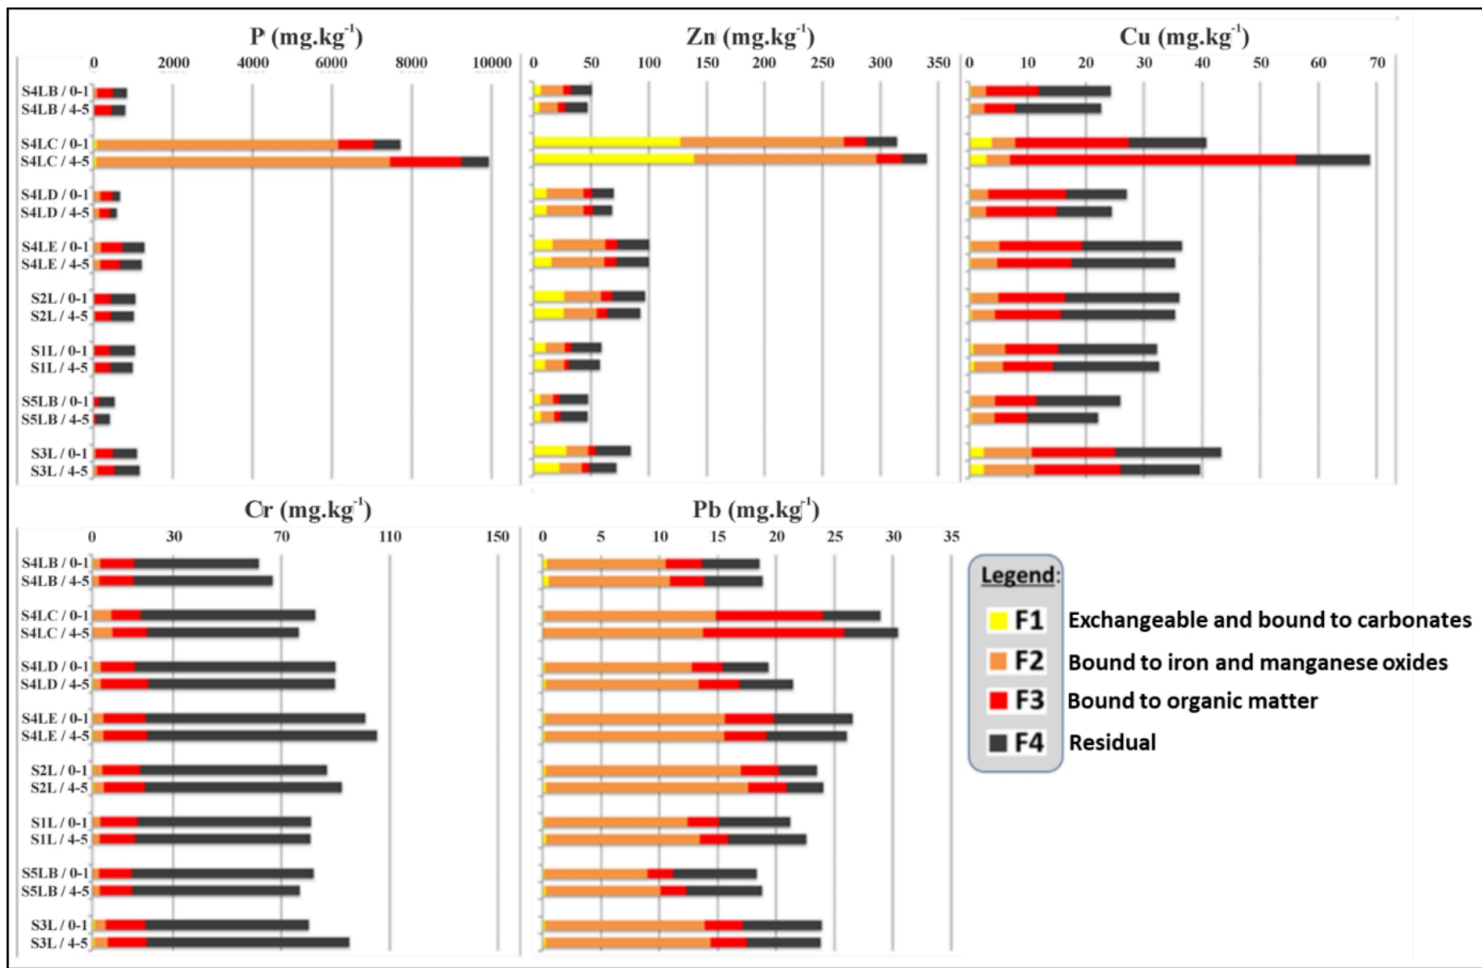 P (mg.kg-1) Zn (mg.kg-1) Cu (mg.kg-1)
0 2000 4000 6000 8000 10000 0 50 100 150 200 250 300 350 0 10 20 30 40 50 60 70
S4LB / 0-1
S4LB / 4-5
S4LC / 0-1
S4LC / 4-5
S4LD / 0-1
S4LD / 4-5
S4LE / 0-1
S4LE / 4-5
S2L / 0-1
S2L / 4-5
S1L / 0-1
S1L / 4-5
S5LB / 0-1
S5LB / 4-5
S3L / 0-1
S3L / 4-5
Cr (mg.kg-1) Pb (mg.kg-1)
0 30 70 110 150 0 5 10 15 20 25 30 35
S4LB / 0-1
S4LB / 4-5
S4LC / 0-1
S4LC / 4-5
S4LD / 0-1
S4LD / 4-5
S4LE / 0-1
S4LE / 4-5
S2L / 0-1
S2L / 4-5
S1L / 0-1
S1L / 4-5
S5LB / 0-1
S5LB / 4-5
S3L / 0-1
S3L / 4-5
Legend:
F1 Exchangeable and bound to carbonates
F2 Bound to iron and manganese oxides
F3 Bound to organic matter
F4 Residual